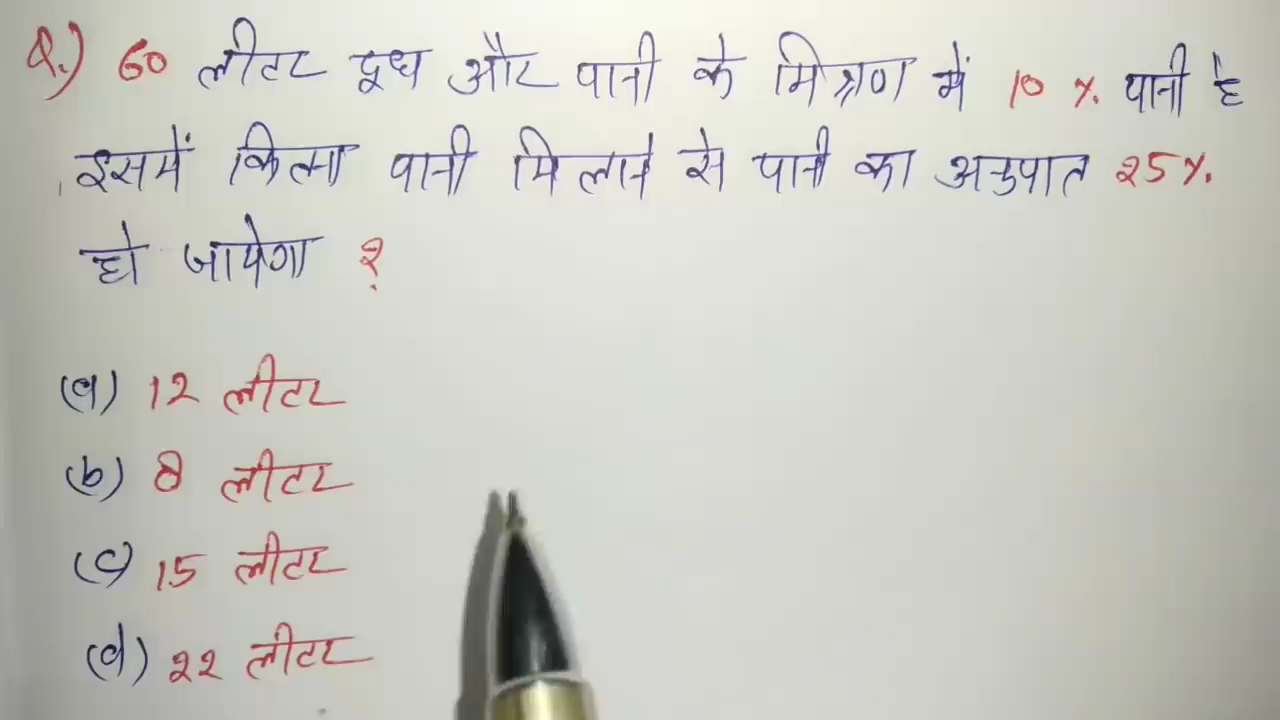 Q.) 60 लीटर दूध और पानी के मिश्रण में 10 %. पानी है
इसमें कितना पानी मिलाने से पानी का अनुपात 25%.
हो जायेगा ?
(a) 12 लीटर
(b) 8 लीटर
(c) 15 लीटर
(d) 22 लीटर